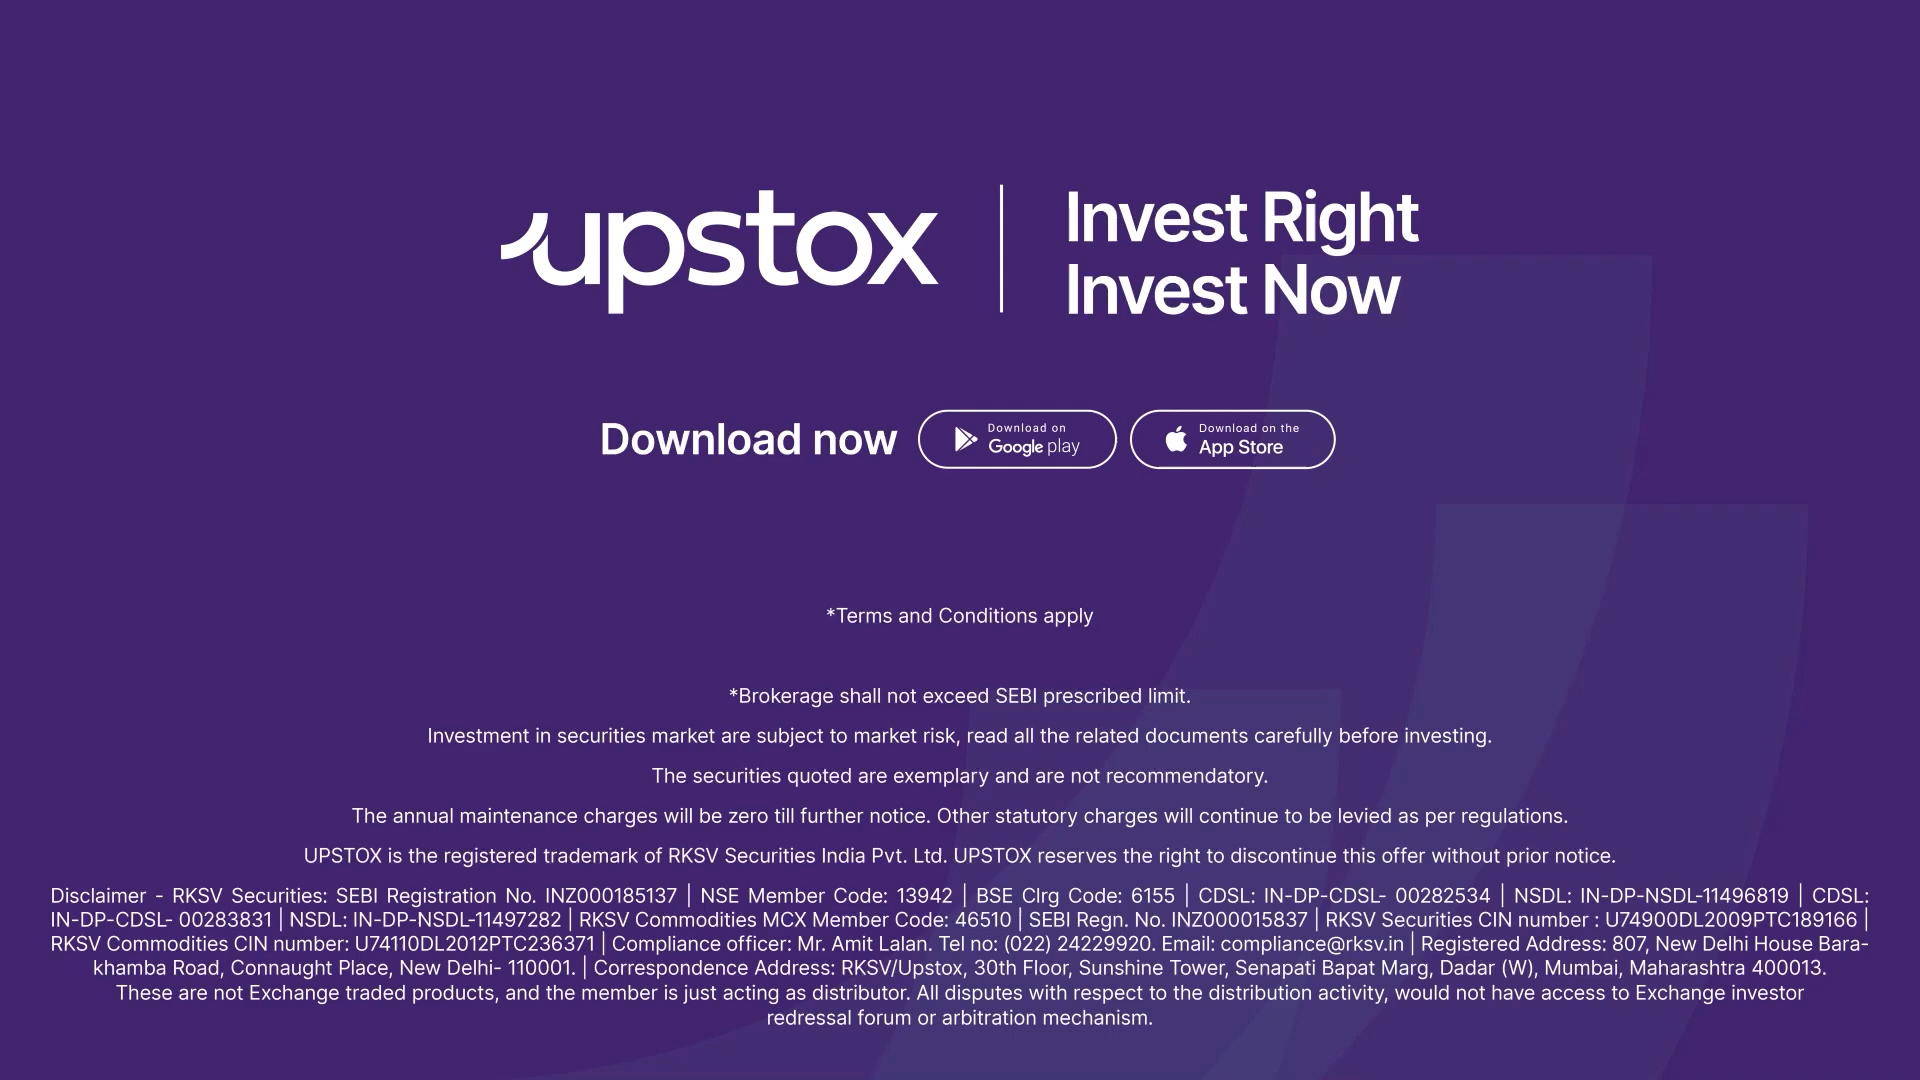 upstox
Invest Right
Invest Now
Download now
Download on
Google play
Download on the
App Store
*Terms and Conditions apply
*Brokerage shall not exceed SEBI prescribed limit.
Investment in securities market are subject to market risk, read all the related documents carefully before investing.
The securities quoted are exemplary and are not recommendatory.
The annual maintenance charges will be zero till further notice. Other statutory charges will continue to be levied as per regulations.
UPSTOX is the registered trademark of RKSV Securities India Pvt. Ltd. UPSTOX reserves the right to discontinue this offer without prior notice.
Disclaimer - RKSV Securities: SEBI Registration No. INZ000185137 | NSE Member Code: 13942 | BSE Clrg Code: 6155 | CDSL: IN-DP-CDSL- 00282534 | NSDL: IN-DP-NSDL-11496819 | CDSL:
IN-DP-CDSL- 00283831 | NSDL: IN-DP-NSDL-11497282 | RKSV Commodities MCX Member Code: 46510 | SEBI Regn. No. INZ000015837 | RKSV Securities CIN number : U74900DL2009PTC189166 |
RKSV Commodities CIN number: U74110DL2012PTC236371 | Compliance officer: Mr. Amit Lalan. Tel no: (022) 24229920. Email: compliance@rksv.in | Registered Address: 807, New Delhi House Bara-
khamba Road, Connaught Place, New Delhi- 110001. | Correspondence Address: RKSV/Upstox, 30th Floor, Sunshine Tower, Senapati Bapat Marg, Dadar (W), Mumbai, Maharashtra 400013.
These are not Exchange traded products, and the member is just acting as distributor. All disputes with respect to the distribution activity, would not have access to Exchange investor
redressal forum or arbitration mechanism.